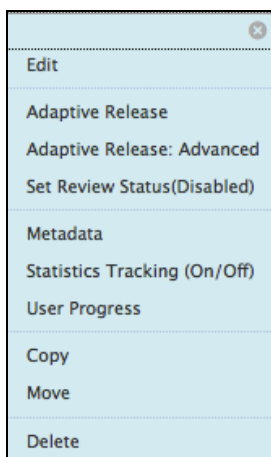 Edit
Adaptive Release
Adaptive Release: Advanced
Set Review Status(Disabled)
Metadata
Statistics Tracking (On/Off)
User Progress
Copy
Move
Delete